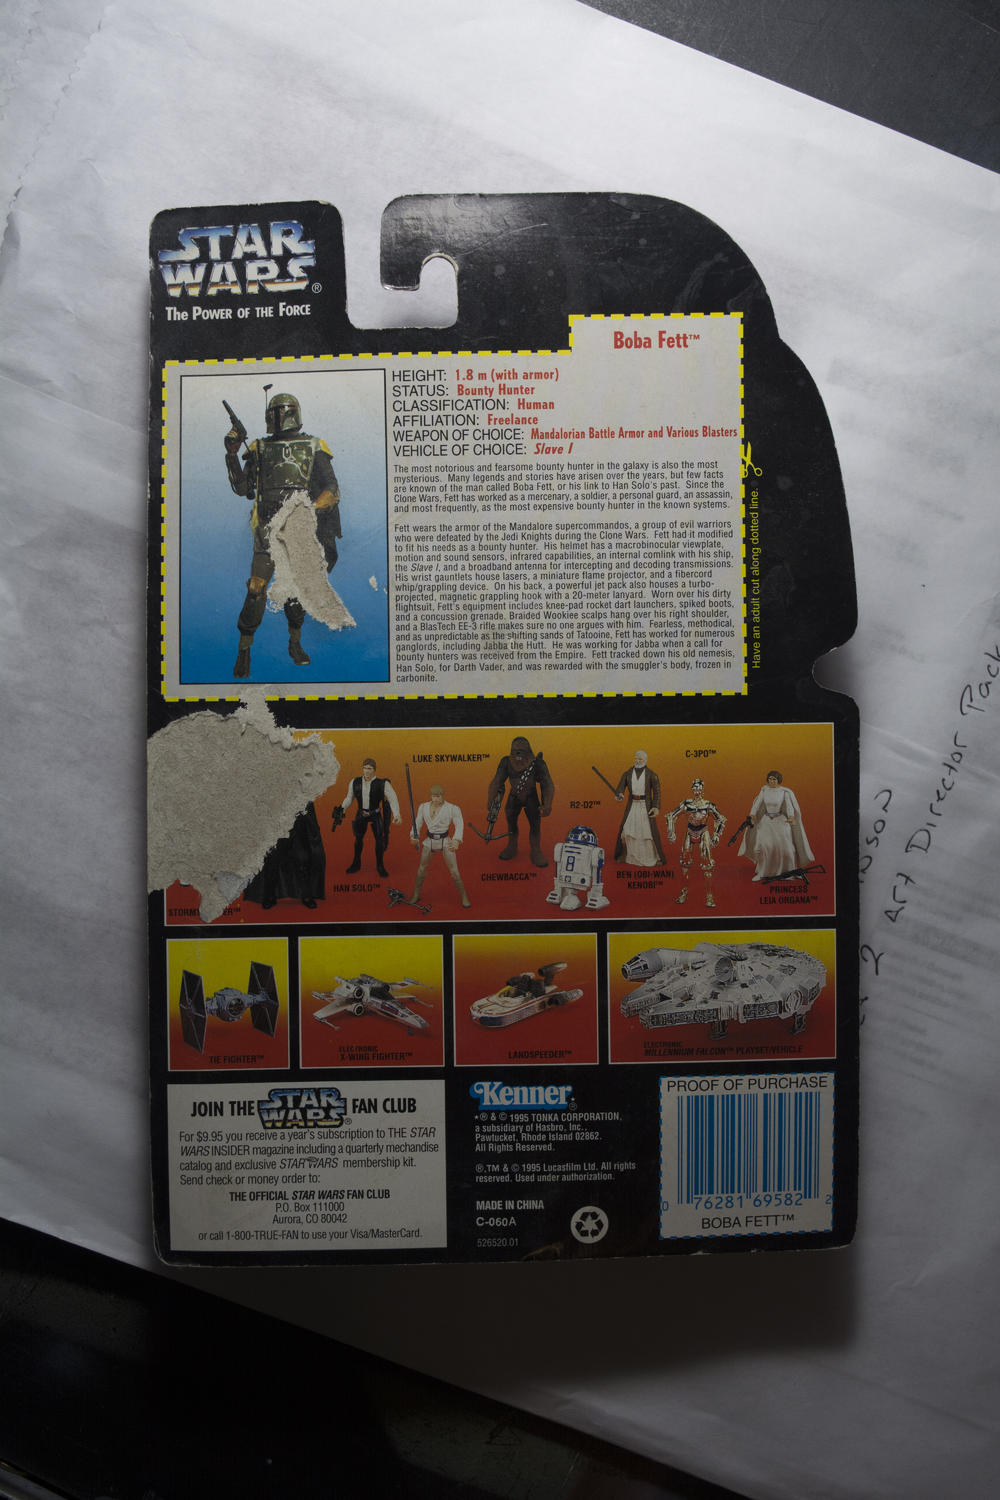 STAR
WARS®
The Power of the Force
Boba Fett™
HEIGHT: 1.8 m (with armor)
STATUS: Bounty Hunter
CLASSIFICATION: Human
AFFILIATION: Freelance
WEAPON OF CHOICE: Mandalorian Battle Armor and Various Blasters
VEHICLE OF CHOICE: Slave I
The most notorious and fearsome bounty hunter in the galaxy is also the most
mysterious. Many legends and stories have arisen over the years, but few facts
are known of the man called Boba Fett, or his link to Han Solo's past. Since the
Clone Wars, Fett has worked as a mercenary, a soldier, a personal guard, an assassin,
and most frequently, as the most expensive bounty hunter in the known systems.
Fett wears the armor of the Mandalore supercommandos, a group of evil warriors
who were defeated by the Jedi Knights during the Clone Wars. Fett had it modified
to fit his needs as a bounty hunter. His helmet has a macrobinocular viewplate,
motion and sound sensors, infrared capabilities, an internal comlink with his ship,
the Slave I, and a broadband antenna for intercepting and decoding transmissions.
His wrist gauntlets house lasers, a miniature flame projector, and a fibercord
whip/grappling device. On his back, a powerful jet pack also houses a turbo-
projected, magnetic grappling hook with a 20-meter lanyard. Worn over his dirty
flightsuit, Fett's equipment includes knee-pad rocket dart launchers, spiked boots,
and a concussion grenade. Braided Wookiee scalps hang over his right shoulder,
and a BlasTech EE-3 rifle makes sure no one argues with him. Fearless, methodical,
and as unpredictable as the shifting sands of Tatooine, Fett has worked for numerous
ganglords, including Jabba the Hutt. He was working for Jabba when a call for
bounty hunters was received from the Empire. Fett tracked down his old nemesis,
Han Solo, for Darth Vader, and was rewarded with the smuggler's body, frozen in
carbonite.
Have an adult cut along dotted line.
LUKE SKYWALKER™
C-3PO™
R2-D2™
CHEWBACCA™
BEN (OBI-WAN)
KENOBI™
HAN SOLO™
PRINCESS
LEIA ORGANA™
STORM ER™
TIE FIGHTER™
ELECTRONIC
X-WING FIGHTER™
LANDSPEEDER™
ELECTRONIC
MILLENNIUM FALCON™ PLAYSET/VEHICLE
JOIN THE STAR WARS FAN CLUB
For $9.95 you receive a year's subscription to THE STAR
WARS INSIDER magazine including a quarterly merchandise
catalog and exclusive STAR WARS membership kit.
Send check or money order to:
THE OFFICIAL STAR WARS FAN CLUB
P.O. Box 111000
Aurora, CO 80042
or call 1-800-TRUE-FAN to use your Visa/MasterCard.
Kenner®
*® & © 1995 TONKA CORPORATION,
a subsidiary of Hasbro, Inc.,
Pawtucket, Rhode Island 02862.
All Rights Reserved.
®,TM & © 1995 Lucasfilm Ltd. All rights
reserved. Used under authorization.
MADE IN CHINA
C-060A
526520.01
PROOF OF PURCHASE
0 76281 69582 2
BOBA FETT™
Art Director Pack